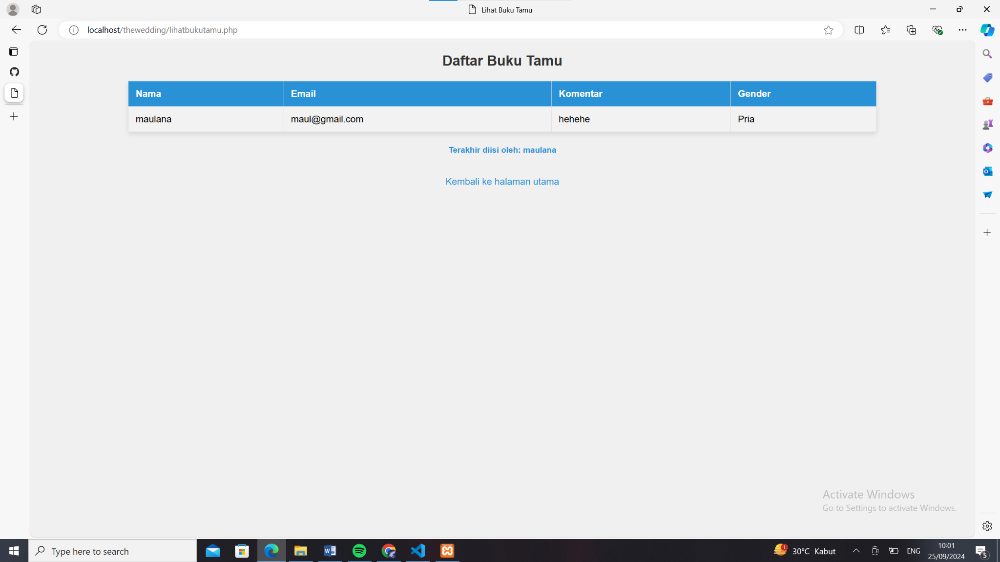 Lihat Buku Tamu
localhost/thewedding/lihatbukutamu.php
Daftar Buku Tamu
Nama Email Komentar Gender
maulana maul@gmail.com hehehe Pria
Terakhir diisi oleh: maulana
Kembali ke halaman utama
Activate Windows
Go to Settings to activate Windows.
Type here to search
1
30°C Kabut
ENG
10:01
25/09/2024
5